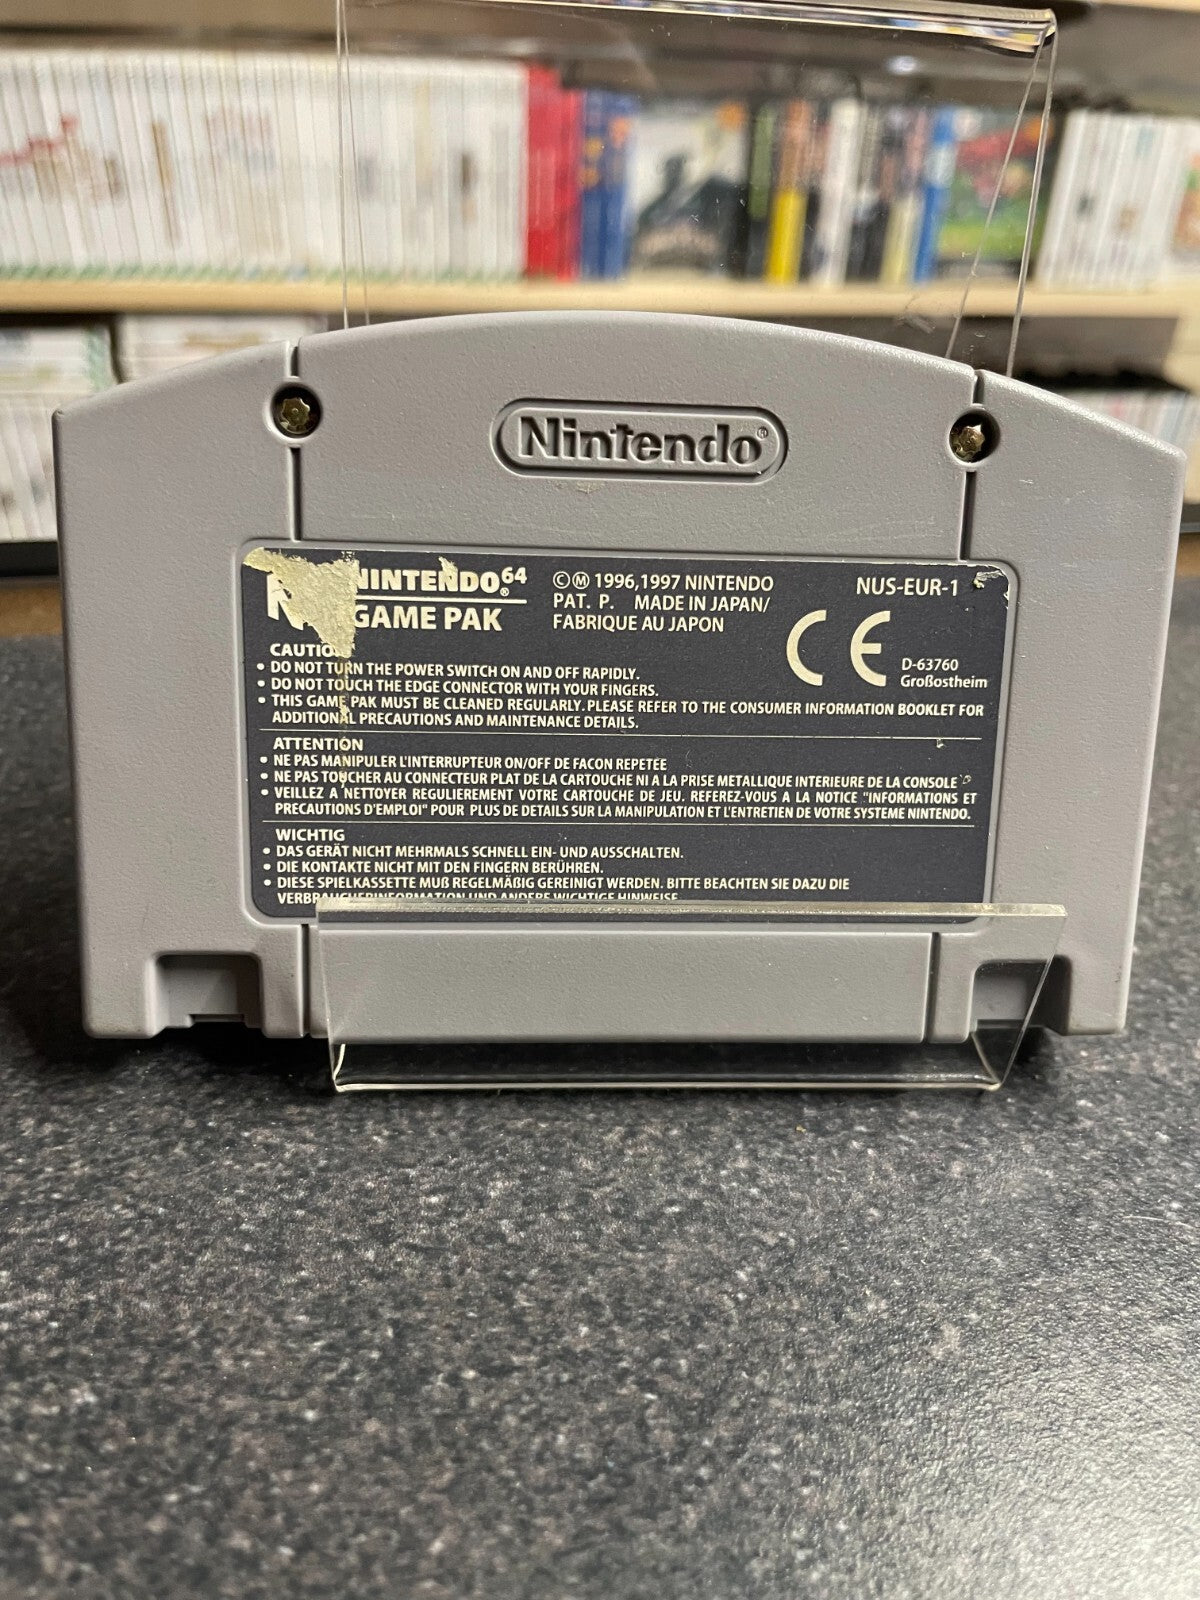 Nintendo®
NINTENDO64®
GAME PAK
©Ⓜ 1996,1997 NINTENDO
PAT. P. MADE IN JAPAN/
FABRIQUE AU JAPON
NUS-EUR-1
CE
D-63760
Großostheim
CAUTION
• DO NOT TURN THE POWER SWITCH ON AND OFF RAPIDLY.
• DO NOT TOUCH THE EDGE CONNECTOR WITH YOUR FINGERS.
• THIS GAME PAK MUST BE CLEANED REGULARLY. PLEASE REFER TO THE CONSUMER INFORMATION BOOKLET FOR
ADDITIONAL PRECAUTIONS AND MAINTENANCE DETAILS.
ATTENTION
• NE PAS MANIPULER L'INTERRUPTEUR ON/OFF DE FACON REPETEE
• NE PAS TOUCHER AU CONNECTEUR PLAT DE LA CARTOUCHE NI A LA PRISE METALLIQUE INTERIEURE DE LA CONSOLE
• VEILLEZ A NETTOYER REGULIEREMENT VOTRE CARTOUCHE DE JEU. REFEREZ-VOUS A LA NOTICE "INFORMATIONS ET
PRECAUTIONS D'EMPLOI" POUR PLUS DE DETAILS SUR LA MANIPULATION ET L'ENTRETIEN DE VOTRE SYSTEME NINTENDO.
WICHTIG
• DAS GERÄT NICHT MEHRMALS SCHNELL EIN- UND AUSSCHALTEN.
• DIE KONTAKTE NICHT MIT DEN FINGERN BERÜHREN.
• DIESE SPIELKASSETTE MUß REGELMÄßIG GEREINIGT WERDEN. BITTE BEACHTEN SIE DAZU DIE
VERBRAUCHERINFORMATION UND ANDERE WICHTIGE HINWEISE.